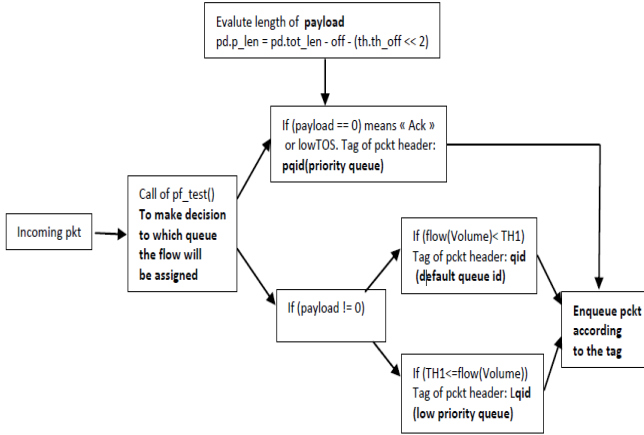 Evalute length of payload
pd.p_len = pd.tot_len - off - (th.th_off << 2)
If (payload == 0) means « Ack »
or lowTOS. Tag of pckt header:
pqid(priority queue)
Call of pf_test()
To make decision
to which queue
the flow will
be assigned
Incoming pkt
If (flow(Volume)< TH1)
Tag of pckt header: qid
(default queue id)
If (payload != 0)
Enqueue pckt
according
to the tag
If (TH1<=flow(Volume))
Tag of pckt header: Lqid
(low priority queue)